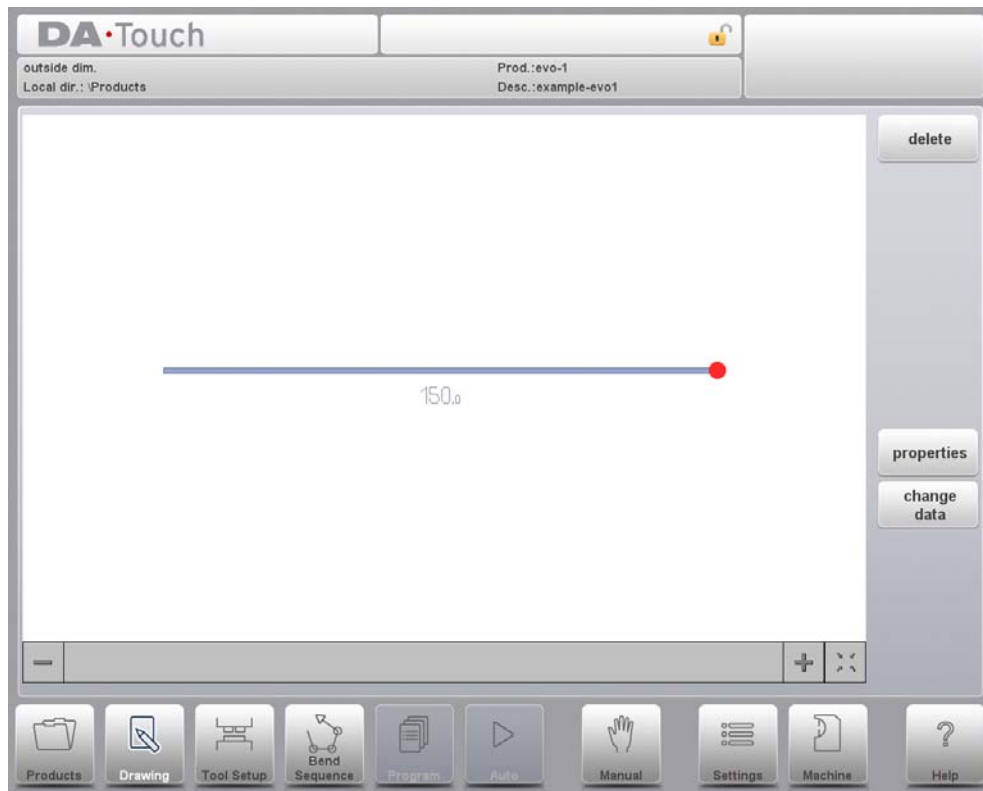 DA•Touch
outside dim.
Prod.:evo-1
Local dir.: \Products
Desc.:example-evo1
delete
150.0
properties
change
data
Products
Drawing
Tool Setup
Bend
Sequence
Program
Auto
Manual
Settings
Machine
?
Help